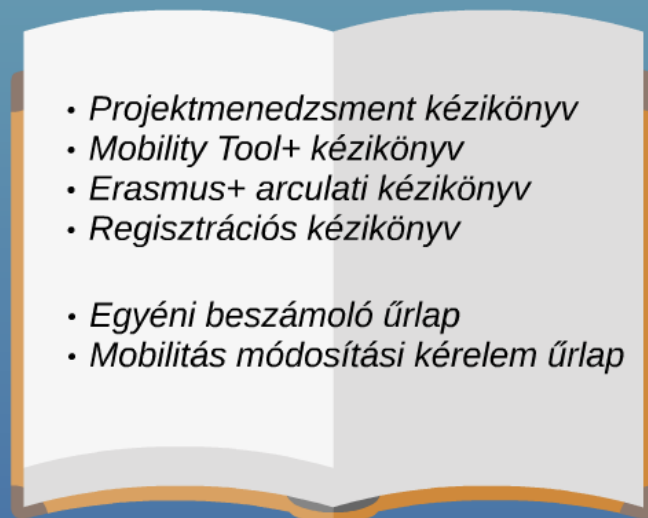 • Projektmenedzsment kézikönyv
• Mobility Tool+ kézikönyv
• Erasmus+ arculati kézikönyv
• Regisztrációs kézikönyv
• Egyéni beszámoló űrlap
• Mobilitás módosítási kérelem űrlap